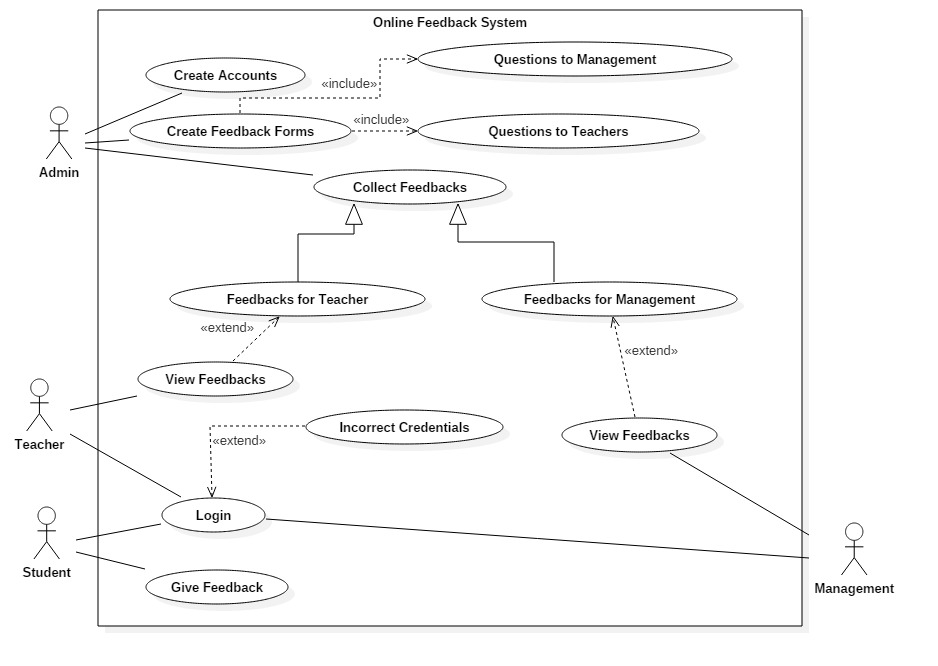 Online Feedback System
Questions to Management
Create Accounts
«include»
«include»
Create Feedback Forms
Questions to Teachers
Admin
Collect Feedbacks
Feedbacks for Teacher
Feedbacks for Management
«extend»
«extend»
View Feedbacks
Incorrect Credentials
View Feedbacks
«extend»
Teacher
Login
Student
Give Feedback
Management